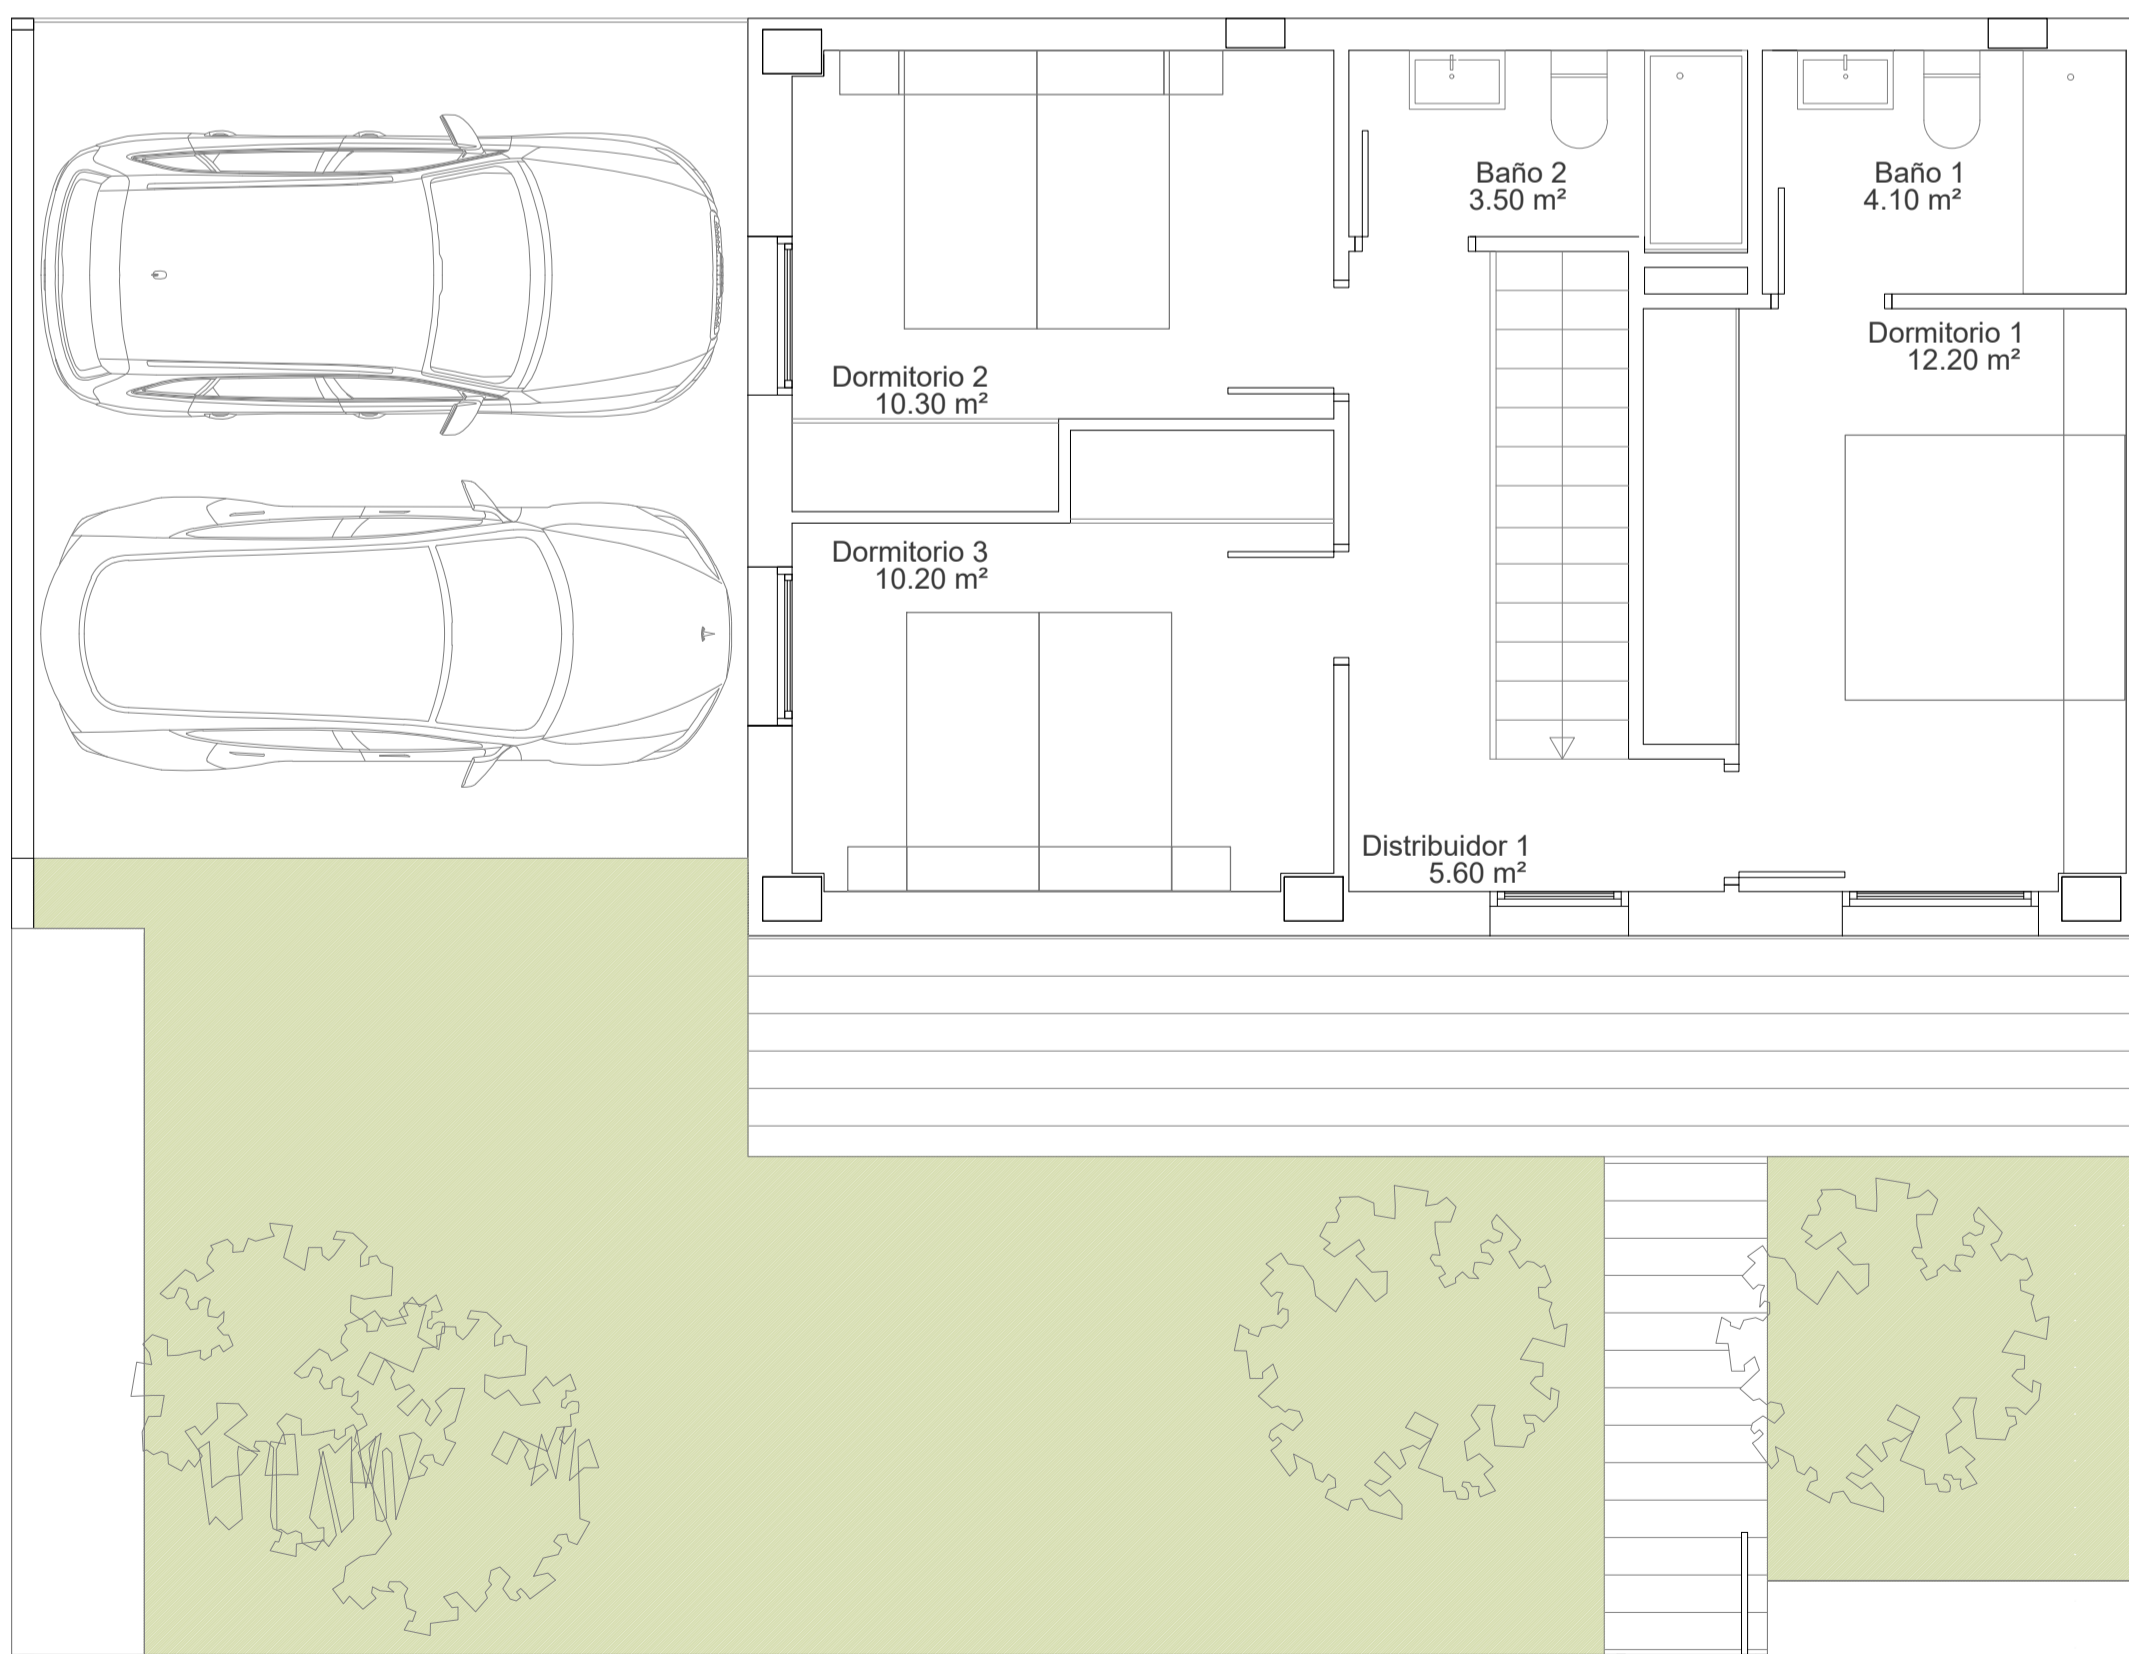 Baño 2
3.50 m²
Baño 1
4.10 m²
Dormitorio 1
12.20 m²
Dormitorio 2
10.30 m²
Dormitorio 3
10.20 m²
Distribuidor 1
5.60 m²